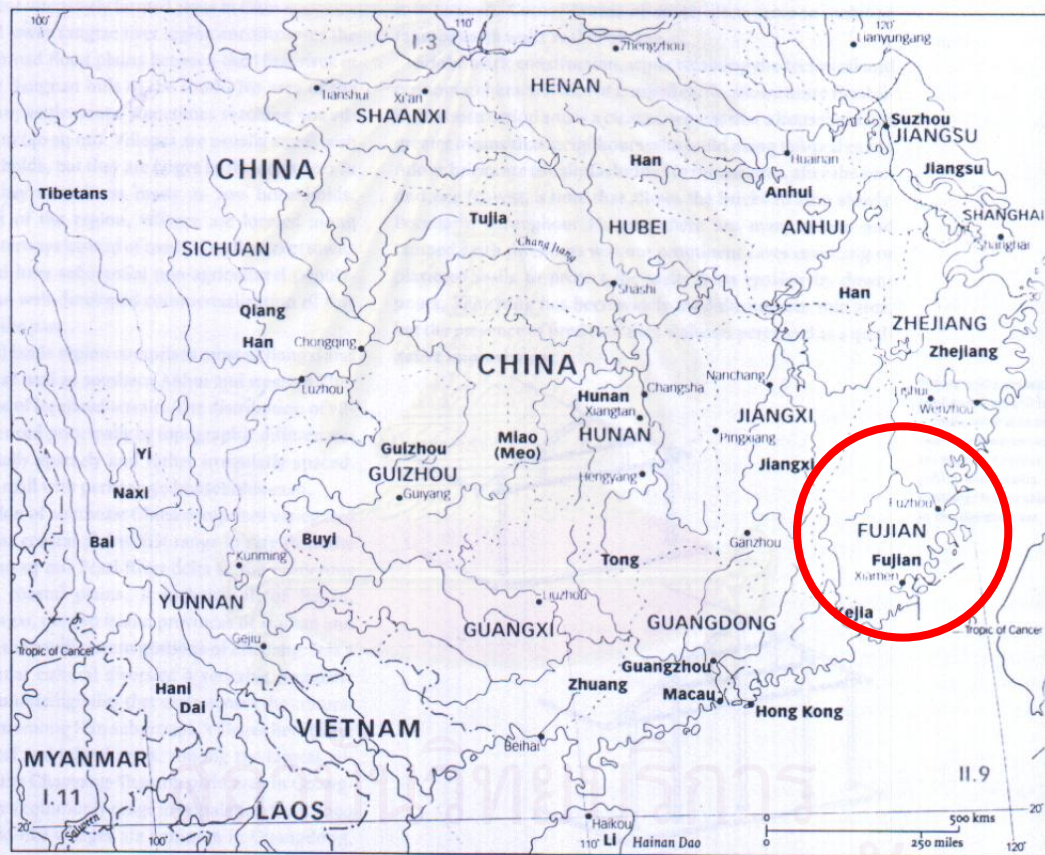 100°
110°
120°
I.3
Zhengzhou
Lianyungang
Tianshui
Xi'an
HENAN
SHAANXI
Suzhou
JIANGSU
CHINA
Han
Huainan
Jiangsu
Tibetans
Anhui
Tujia
HUBEI
ANHUI
SHANGHAI
Shanghai
SICHUAN
Chang Jiang
Shashi
Han
30°
Qiang
ZHEJIANG
Han
Chongqing
Zhejiang
CHINA
Luzhou
Nanchang
Changsha
Hunan
Xiangtan
Wenzhou
JIANGXI
Miao
(Meo)
HUNAN
Pingxiang
Guizhou
GUIZHOU
Jiangxi
Yi
Hengyang
Guiyang
Naxi
Fuzhou
FUJIAN
Bai
Buyi
Ganzhou
Kunming
Tong
Fujian
Xiamen
YUNNAN
Liuzhou
Kejia
GUANGXI
GUANGDONG
Tropic of Cancer
Gejiu
Tropic of Cancer
Guangzhou
Hani
Zhuang
Macau
Dai
Hong Kong
VIETNAM
Beihai
MYANMAR
II.9
I.11
LAOS
Salween
20°
100°
Haikou
0
500 kms
110°
Li
Hainan Dao
0
250 miles
120°